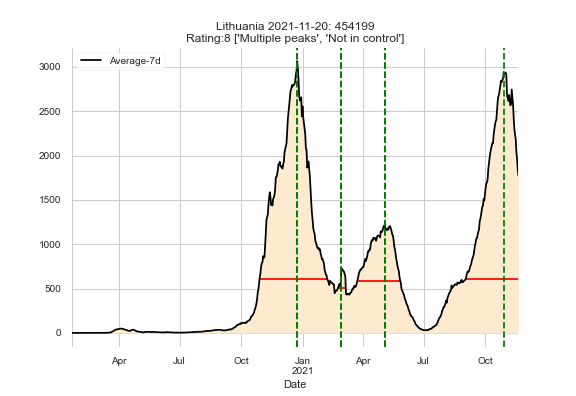 Lithuania 2021-11-20: 454199
Rating:8 ['Multiple peaks', 'Not in control']
Average-7d
3000
2500
2000
1500
1000
500
0
Apr
Jul
Oct
Jan
2021
Apr
Jul
Oct
Date